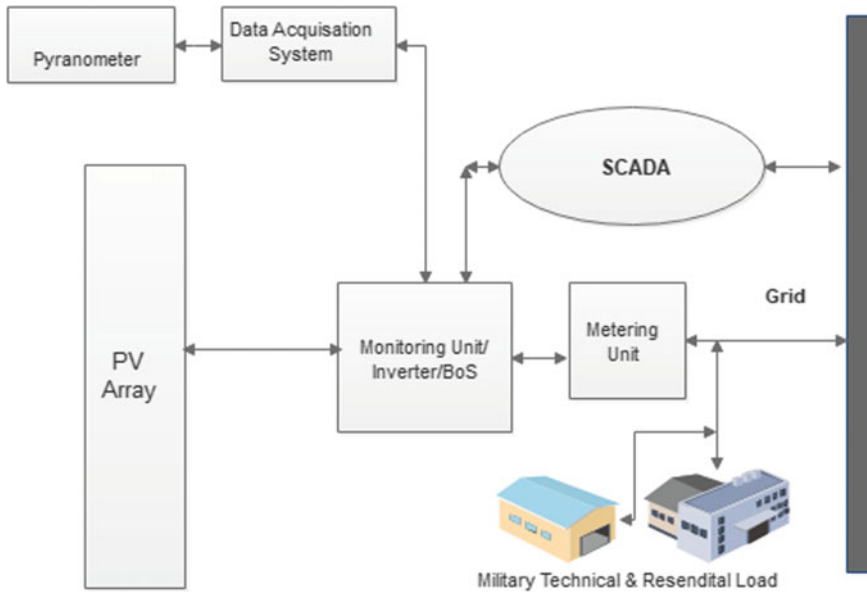 Pyranometer
Data Acquisation
System
SCADA
Grid
PV
Array
Monitoring Unit/
Inverter/BoS
Metering
Unit
Military Technical & Resendital Load